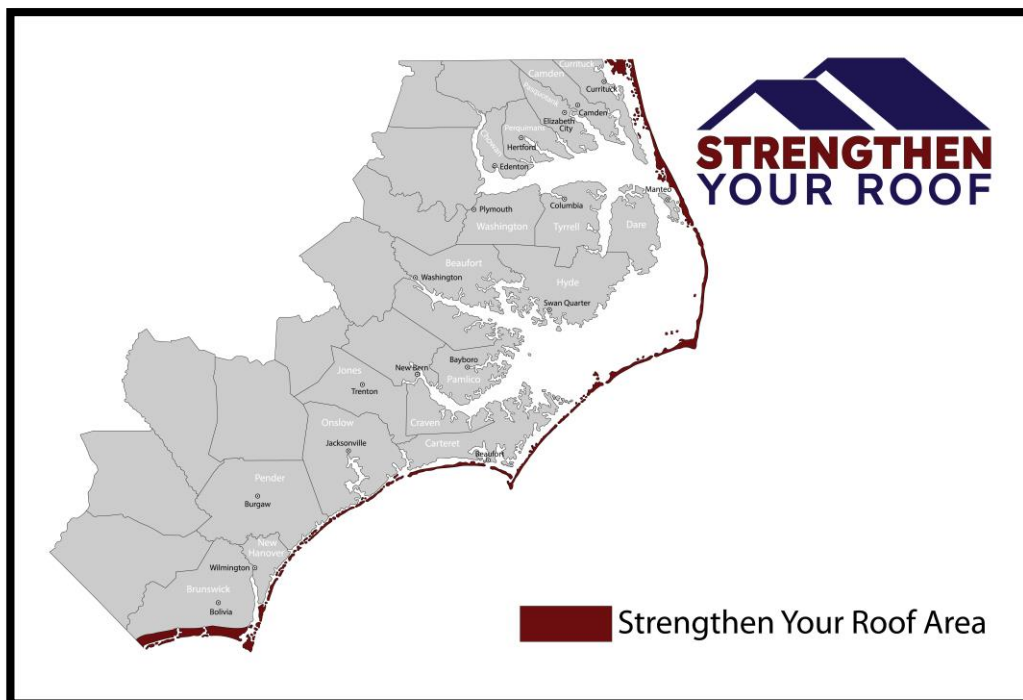 Currituck
Camden
Currituck
Pasquotank
Camden
Elizabeth
City
Perquimans
Chowan
Hertford
Edenton
STRENGTHEN
YOUR ROOF
Manteo
Plymouth
Columbia
Washington
Tyrrell
Dare
Beaufort
Washington
Hyde
Swan Quarter
Bayboro
New Bern
Pamlico
Jones
Trenton
Onslow
Craven
Jacksonville
Carteret
Beaufort
Pender
Burgaw
New
Hanover
Wilmington
Brunswick
Bolivia
Strengthen Your Roof Area